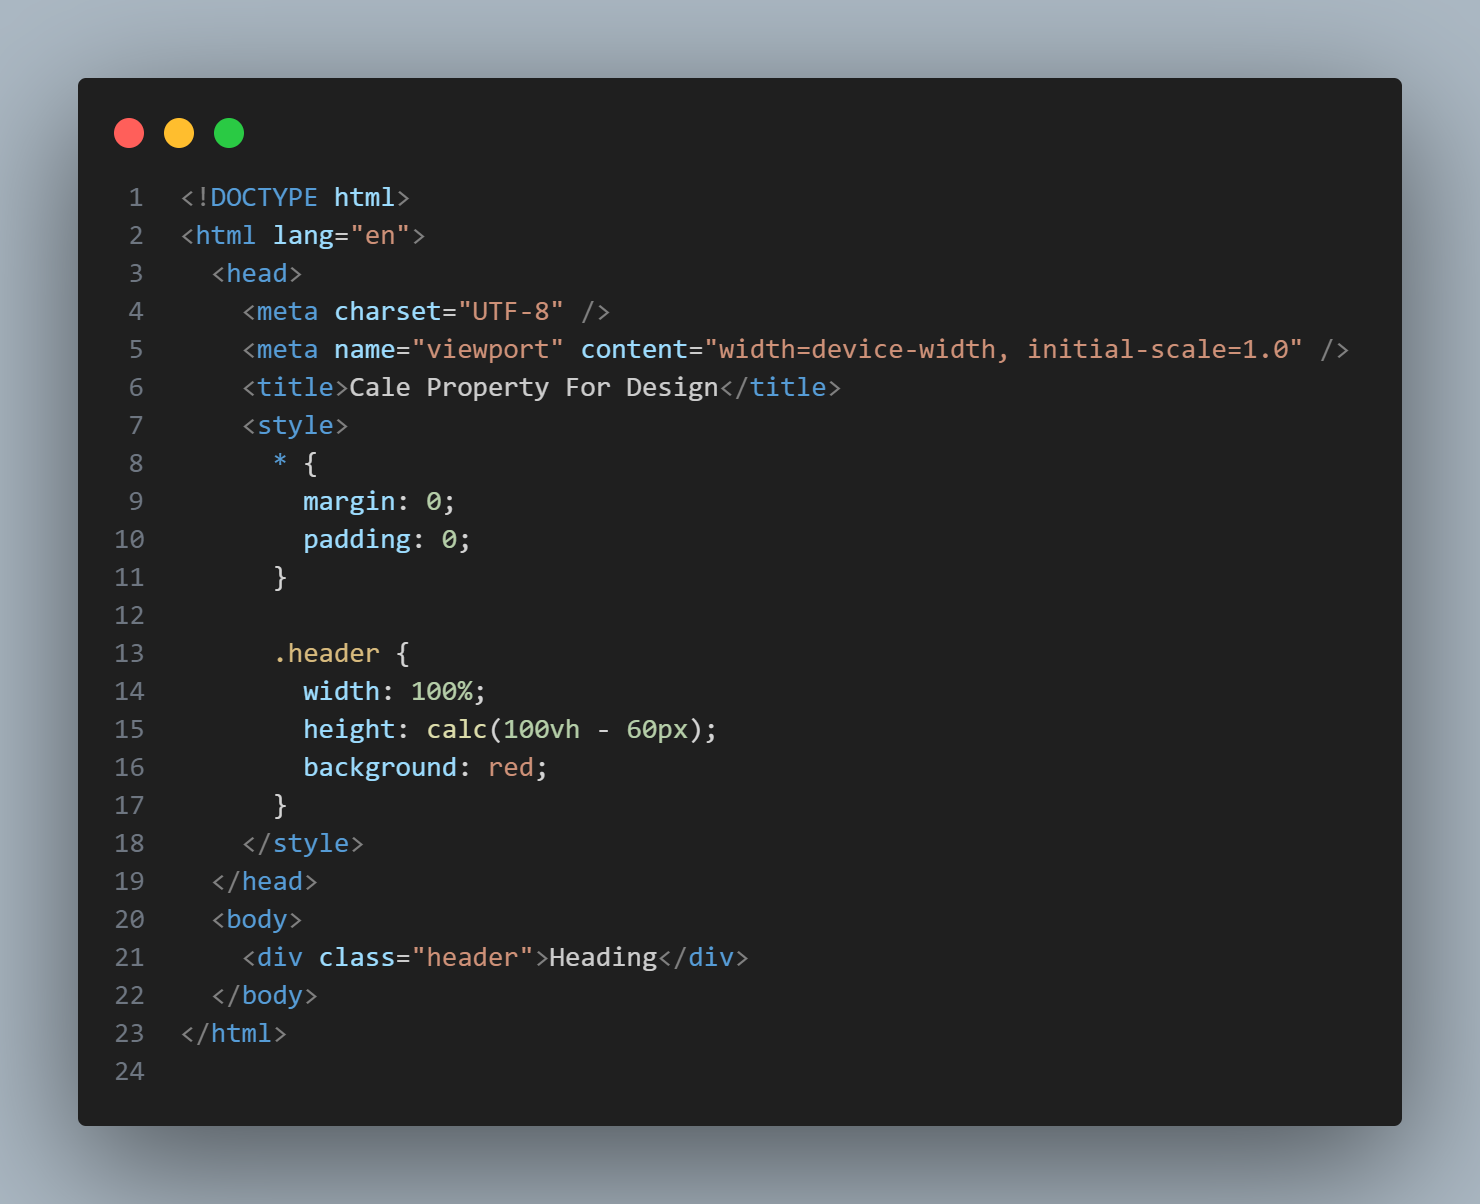 1 <!DOCTYPE html>
2 <html lang="en">
3   <head>
4     <meta charset="UTF-8" />
5     <meta name="viewport" content="width=device-width, initial-scale=1.0" />
6     <title>Cale Property For Design</title>
7     <style>
8       * {
9         margin: 0;
10         padding: 0;
11       }
12
13       .header {
14         width: 100%;
15         height: calc(100vh - 60px);
16         background: red;
17       }
18     </style>
19   </head>
20   <body>
21     <div class="header">Heading</div>
22   </body>
23 </html>
24